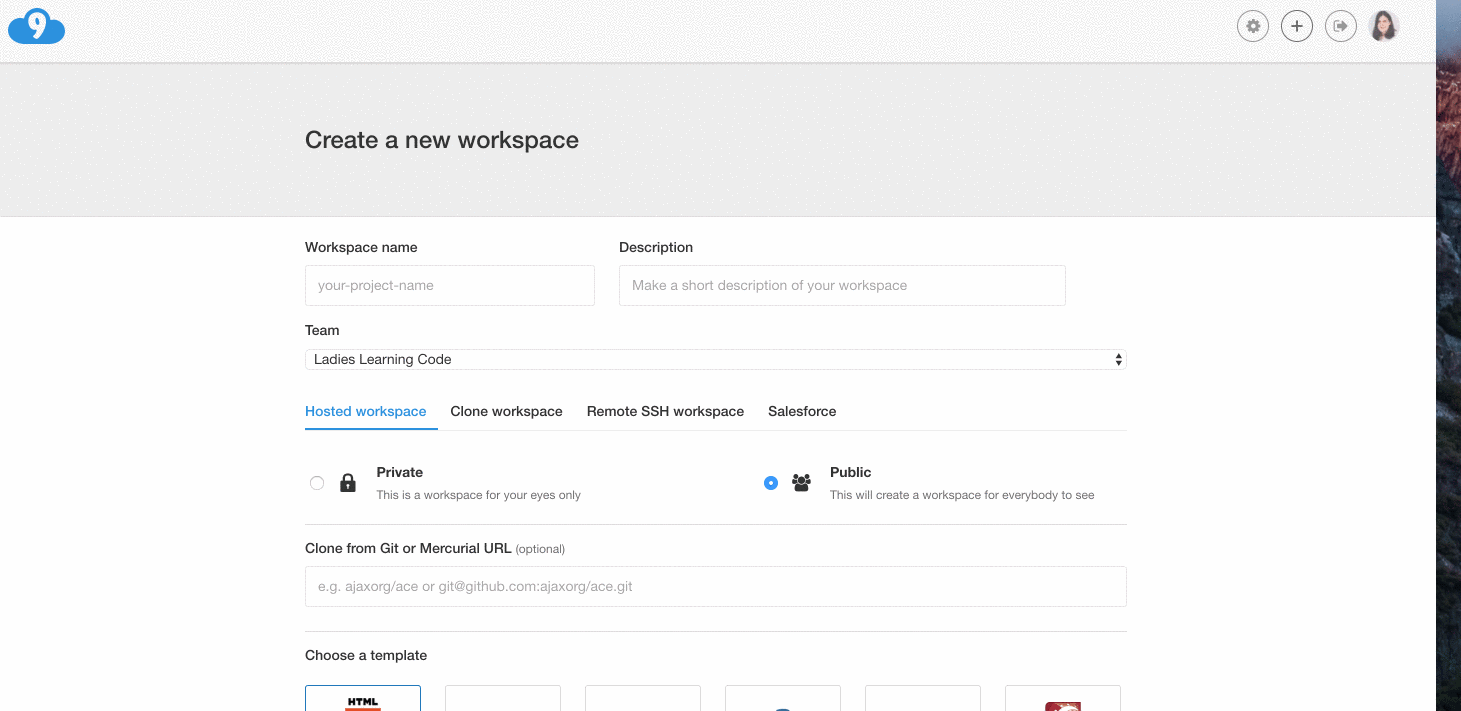 9
Create a new workspace
Workspace name
Description
your-project-name
Make a short description of your workspace
Team
Ladies Learning Code
Hosted workspace Clone workspace Remote SSH workspace Salesforce
Private
This is a workspace for your eyes only
Public
This will create a workspace for everybody to see
Clone from Git or Mercurial URL (optional)
e.g. ajaxorg/ace or git@github.com:ajaxorg/ace.git
Choose a template
HTML